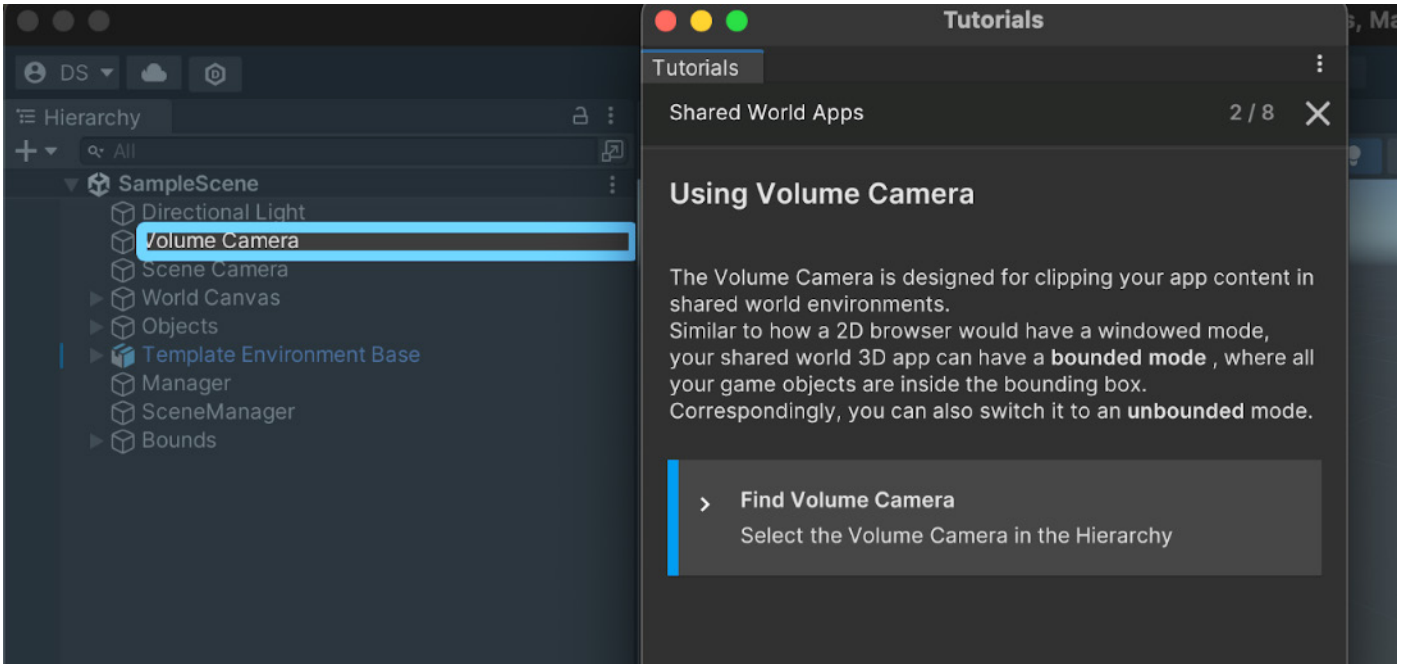 Tutorials
s, Ma
DS
Tutorials
Hierarchy
Shared World Apps 2 / 8
All
SampleScene
Directional Light
Volume Camera
Scene Camera
World Canvas
Objects
Template Environment Base
Manager
SceneManager
Bounds
Using Volume Camera
The Volume Camera is designed for clipping your app content in
shared world environments.
Similar to how a 2D browser would have a windowed mode,
your shared world 3D app can have a bounded mode , where all
your game objects are inside the bounding box.
Correspondingly, you can also switch it to an unbounded mode.
Find Volume Camera
Select the Volume Camera in the Hierarchy